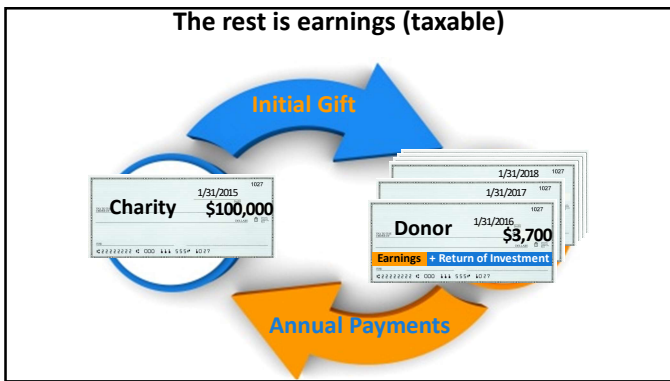 The rest is earnings (taxable)
Initial Gift
1027
1/31/2015
Charity $100,000
1/31/2018
1027
1/31/2017
1027
1/31/2016
Donor $3,700
Earnings + Return of Investment
Annual Payments